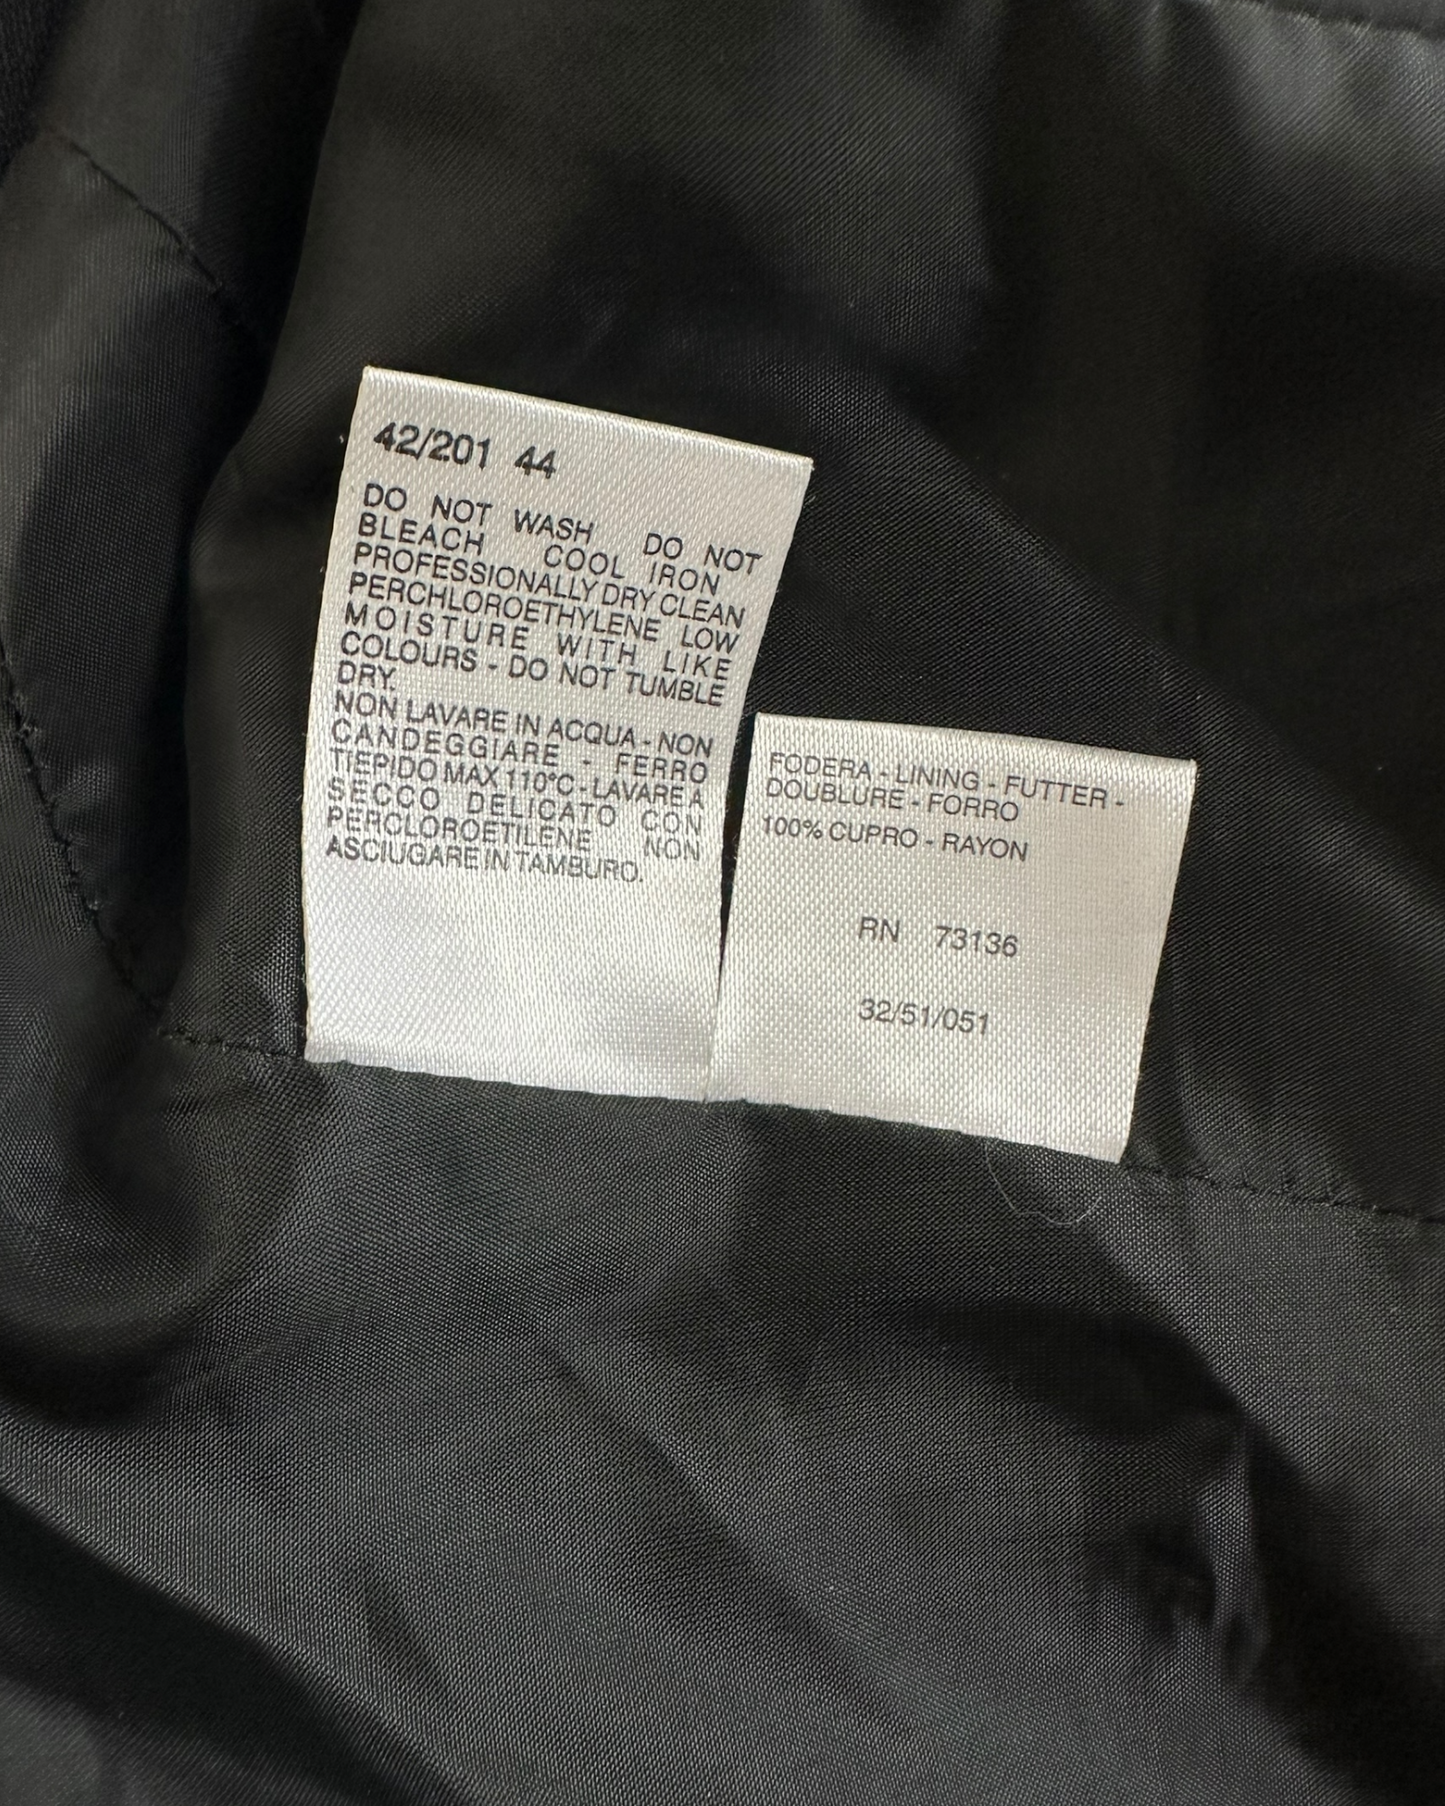 42/201 44
DO NOT WASH DO NOT
BLEACH COOL IRON
PROFESSIONALLY DRY CLEAN
PERCHLOROETHYLENE LOW
MOISTURE WITH LIKE
COLOURS - DO NOT TUMBLE
DRY.
NON LAVARE IN ACQUA - NON
CANDEGGIARE - FERRO
TIEPIDO MAX 110°C - LAVARE A
SECCO DELICATO CON
PERCLOROETILENE NON
ASCIUGARE IN TAMBURO.
FODERA - LINING - FUTTER -
DOUBLURE - FORRO
100% CUPRO - RAYON
RN 73136
32/51/051